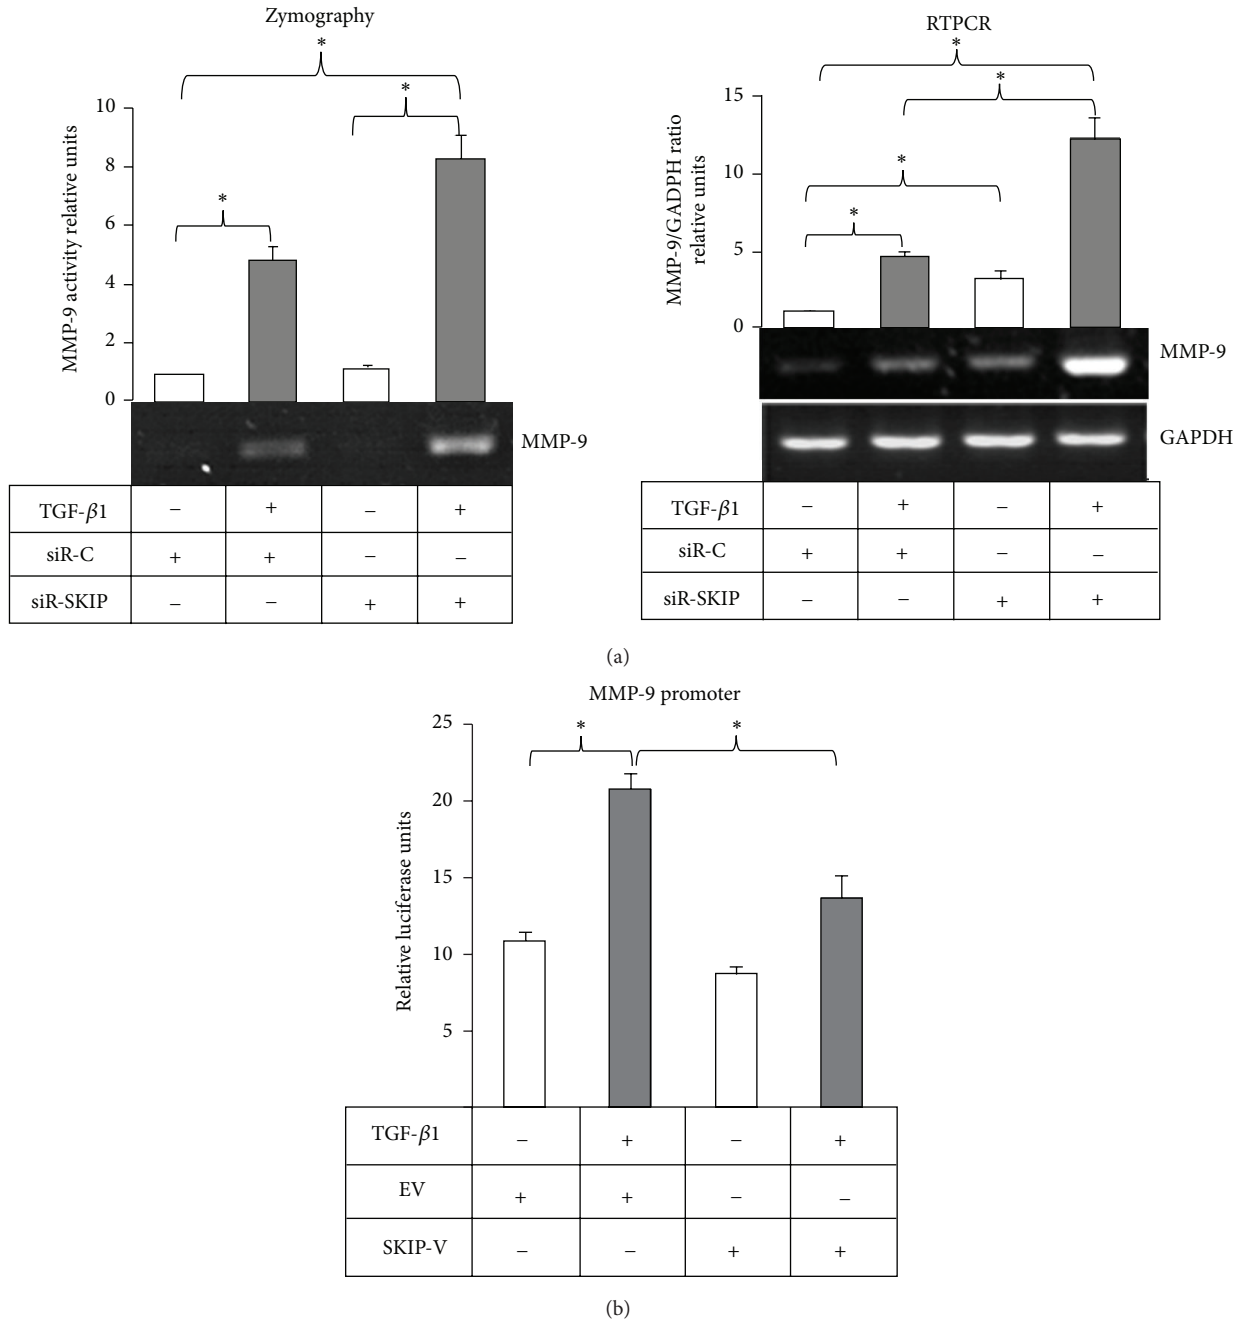 Zymography
*
*
*
MMP-9 activity relative units
10
8
6
4
2
0
MMP-9
TGF-β1 − + − +
siR-C + + − −
siR-SKIP − − + +
RTPCR
*
*
*
*
MMP-9/GADPH ratio
relative units
15
10
5
0
MMP-9
GAPDH
TGF-β1 − + − +
siR-C + + − −
siR-SKIP − − + +
(a)
MMP-9 promoter
*
*
Relative luciferase units
25
20
15
10
5
TGF-β1 − + − +
EV + + − −
SKIP-V − − + +
(b)